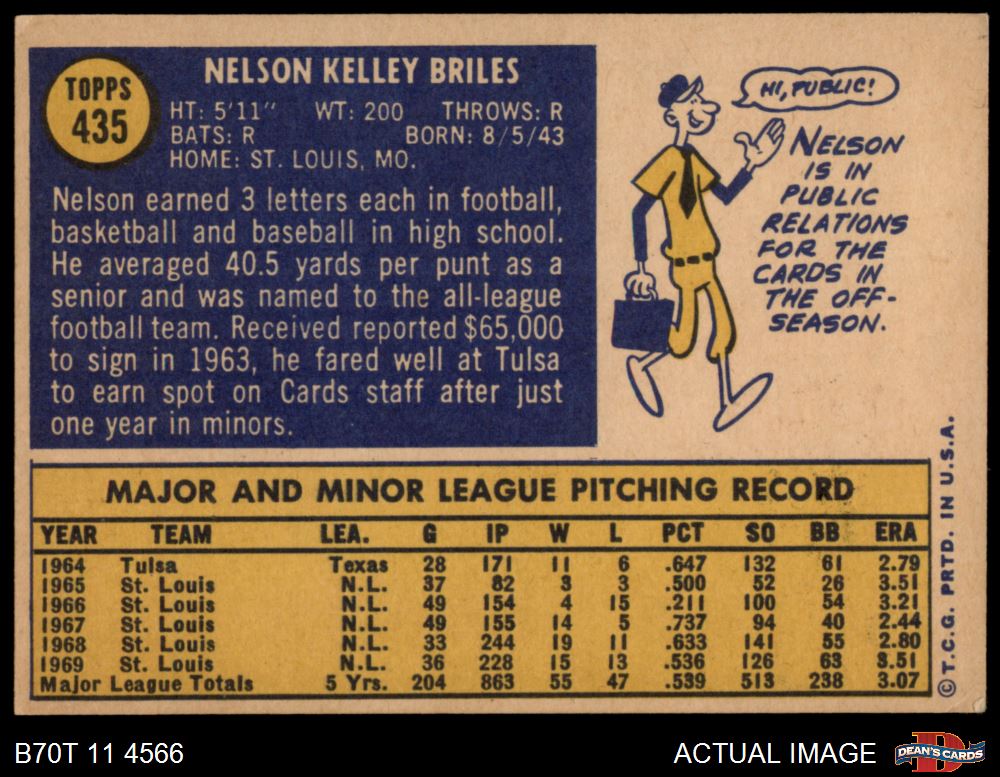 TOPPS
435
NELSON KELLEY BRILES
HT: 5'11" WT: 200 THROWS: R
BATS: R BORN: 8/5/43
HOME: ST. LOUIS, MO.
Nelson earned 3 letters each in football,
basketball and baseball in high school.
He averaged 40.5 yards per punt as a
senior and was named to the all-league
football team. Received reported $65,000
to sign in 1963, he fared well at Tulsa
to earn spot on Cards staff after just
one year in minors.
HI, PUBLIC!
NELSON
IS IN
PUBLIC
RELATIONS
FOR THE
CARDS IN
THE OFF-
SEASON.
MAJOR AND MINOR LEAGUE PITCHING RECORD
YEAR TEAM LEA. G IP W L PCT SO BB ERA
1964 Tulsa Texas 28 171 11 6 .647 132 61 2.79
1965 St. Louis N.L. 37 82 3 3 .500 52 26 3.51
1966 St. Louis N.L. 49 154 4 15 .211 100 54 3.21
1967 St. Louis N.L. 49 155 14 5 .737 94 40 2.44
1968 St. Louis N.L. 33 244 19 11 .633 141 55 2.80
1969 St. Louis N.L. 36 228 15 13 .536 126 63 3.51
Major League Totals 5 Yrs. 204 863 55 47 .539 513 238 3.07
© T.C.G. PRTD. IN U.S.A.
B70T 11 4566
ACTUAL IMAGE
DEAN'S CARDS